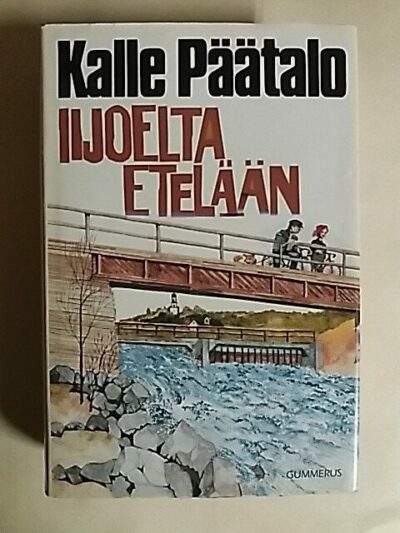 Kalle Päätalo
IIJOELTA
ETELÄÄN
GUMMERUS